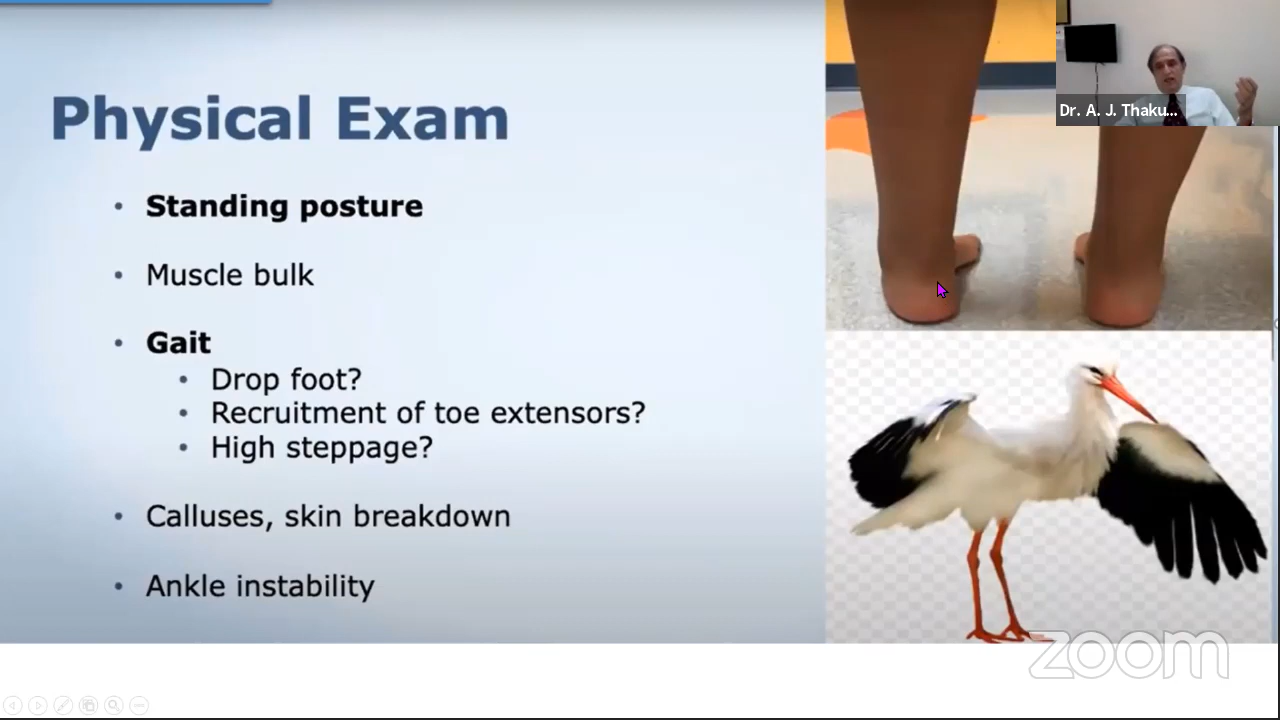 Physical Exam
• Standing posture
• Muscle bulk
• Gait
• Drop foot?
• Recruitment of toe extensors?
• High steppage?
• Calluses, skin breakdown
• Ankle instability
Dr. A. J. Thaku...
zoom